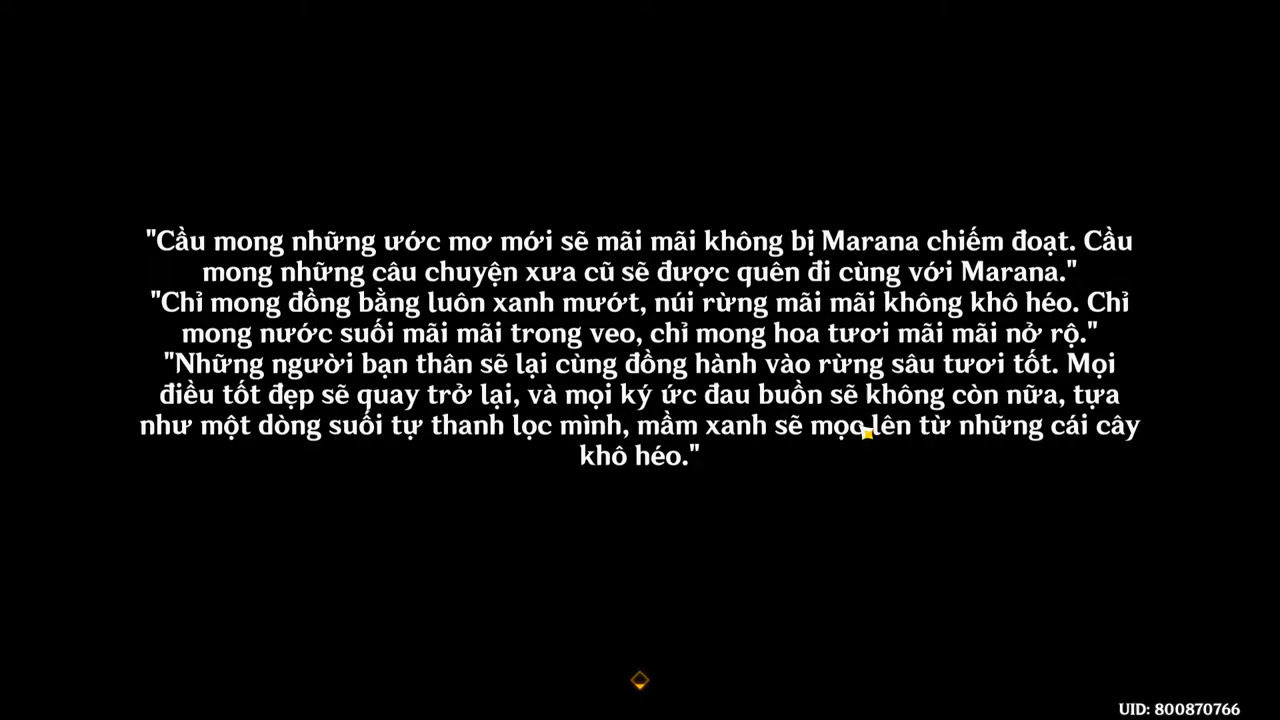 "Cầu mong những ước mơ mới sẽ mãi mãi không bị Marana chiếm đoạt. Cầu
mong những câu chuyện xưa cũ sẽ được quên đi cùng với Marana."
"Chỉ mong đồng bằng luôn xanh mướt, núi rừng mãi mãi không khô héo. Chỉ
mong nước suối mãi mãi trong veo, chỉ mong hoa tươi mãi mãi nở rộ."
"Những người bạn thân sẽ lại cùng đồng hành vào rừng sâu tươi tốt. Mọi
điều tốt đẹp sẽ quay trở lại, và mọi ký ức đau buồn sẽ không còn nữa, tựa
như một dòng suối tự thanh lọc mình, mầm xanh sẽ mọc lên từ những cái cây
khô héo."
UID: 800870766